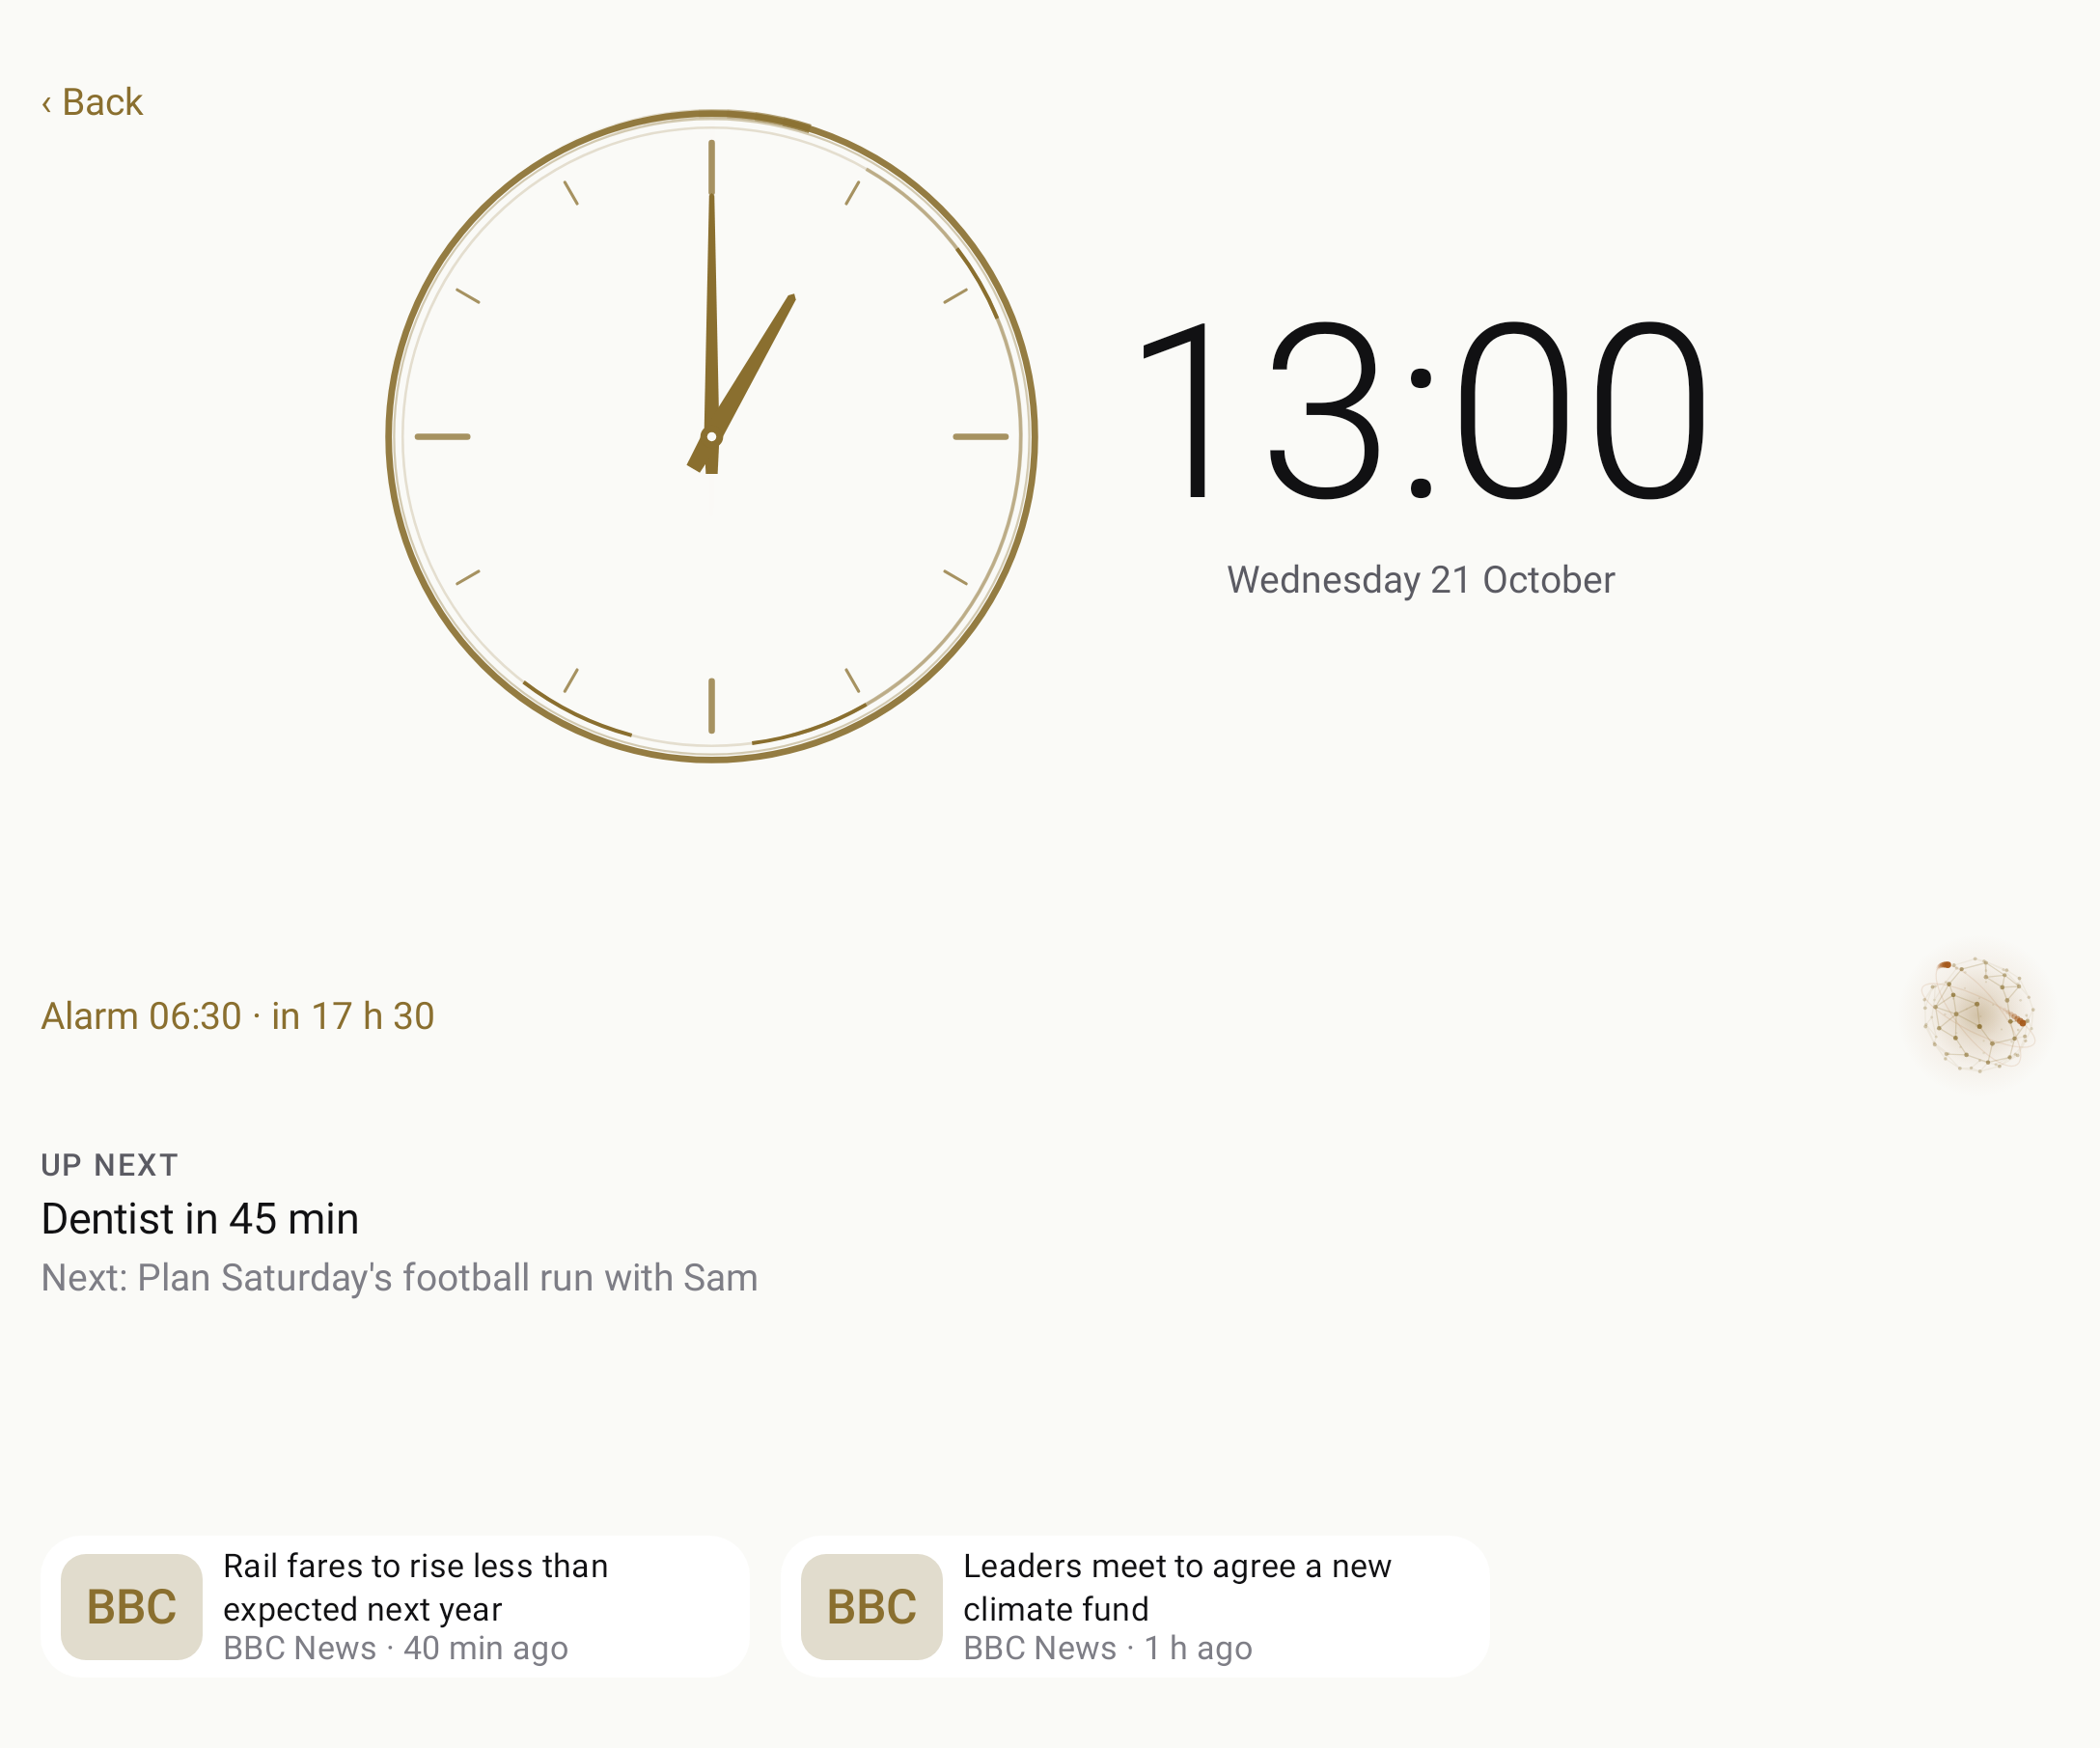 ‹ Back
13:00
Wednesday 21 October
Alarm 06:30 · in 17 h 30
UP NEXT
Dentist in 45 min
Next: Plan Saturday's football run with Sam
BBC
Rail fares to rise less than
expected next year
BBC News · 40 min ago
BBC
Leaders meet to agree a new
climate fund
BBC News · 1 h ago